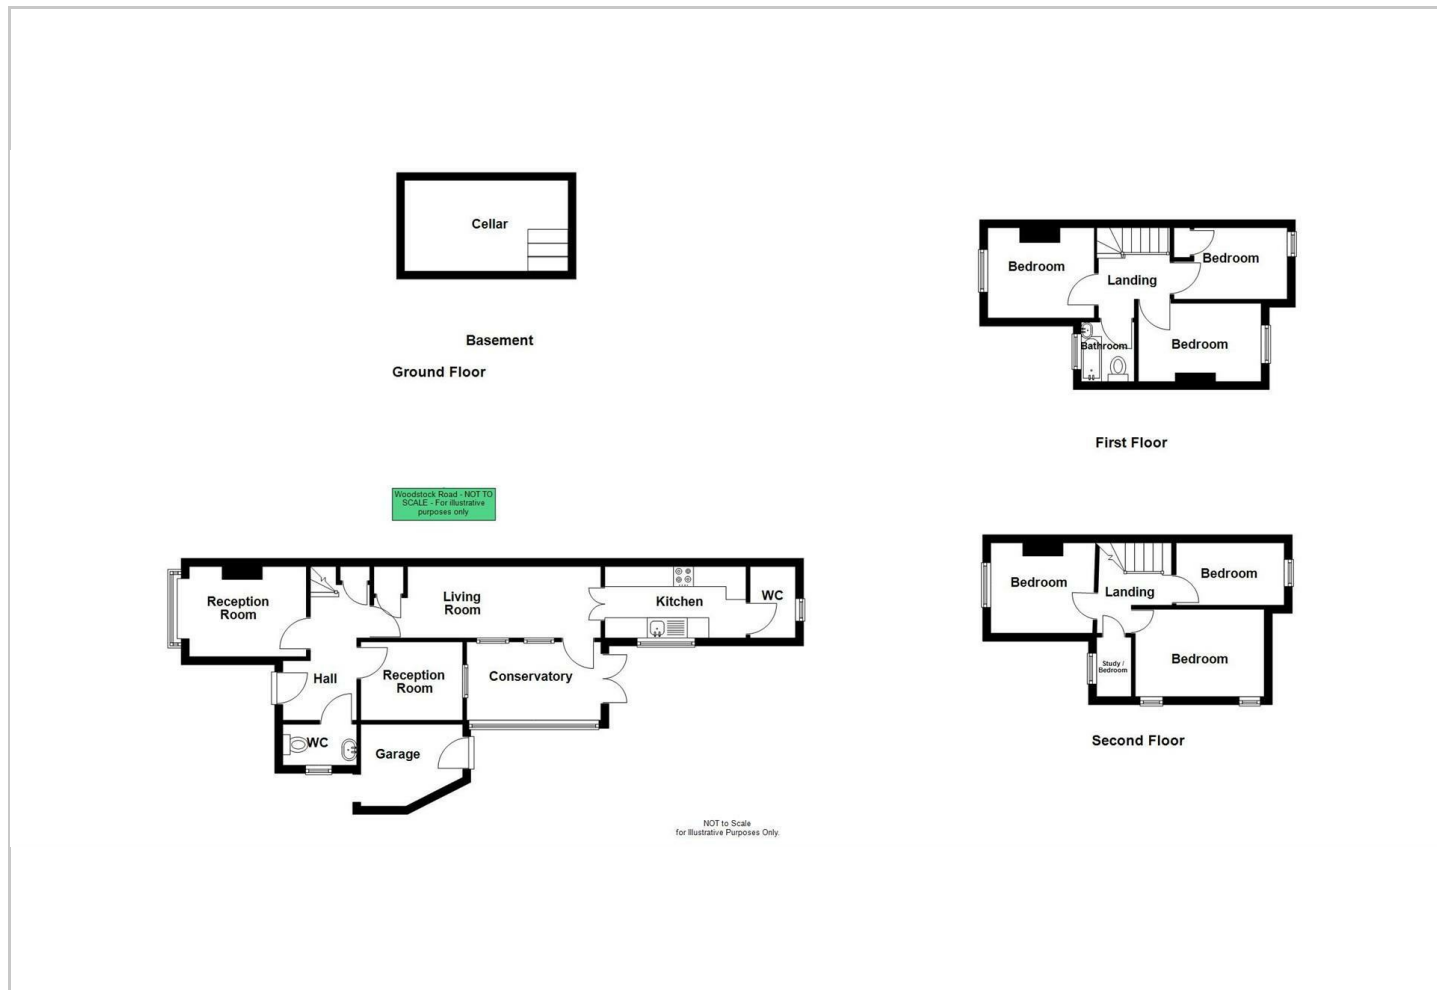 Cellar
Basement
Ground Floor
Woodstock Road - NOT TO
SCALE - For illustrative
purposes only
Reception
Room
Living
Room
Kitchen
WC
Hall
Reception
Room
Conservatory
WC
Garage
NOT to Scale
for Illustrative Purposes Only.
Bedroom
Landing
Bedroom
Bathroom
Bedroom
First Floor
Bedroom
Landing
Bedroom
Study /
Bedroom
Bedroom
Second Floor